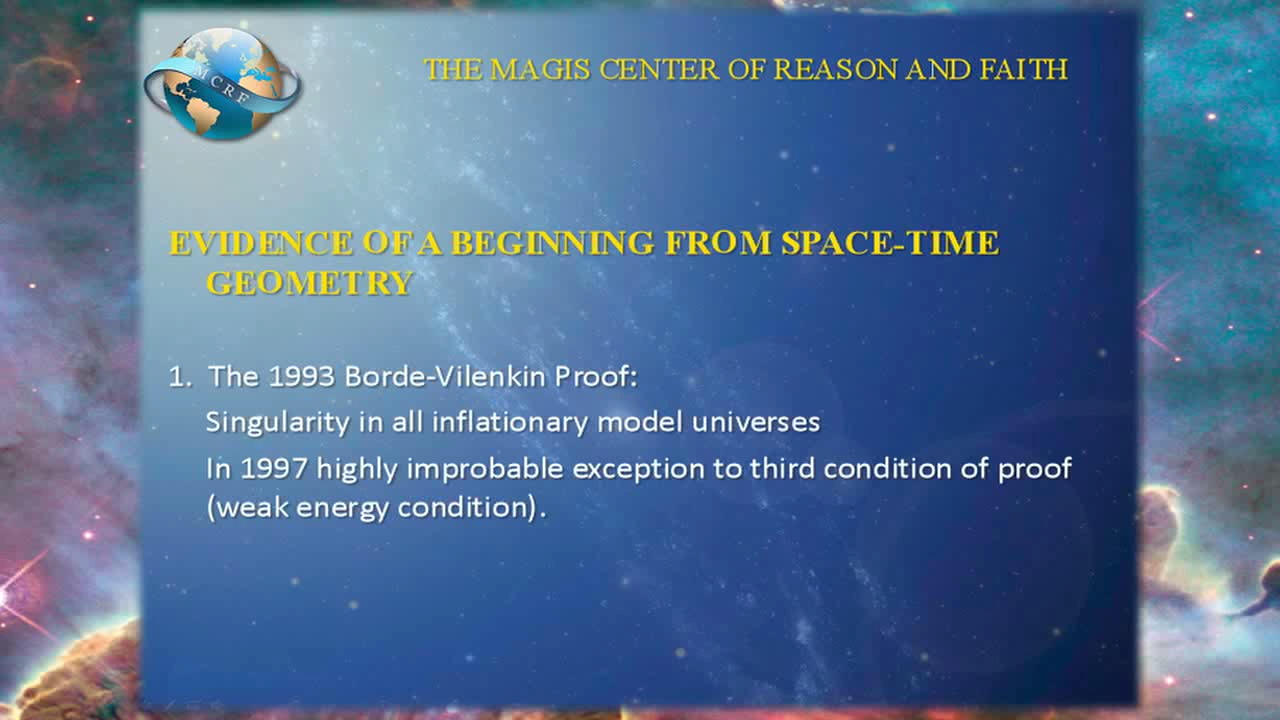 MCRF
THE MAGIS CENTER OF REASON AND FAITH
EVIDENCE OF A BEGINNING FROM SPACE-TIME
GEOMETRY
1. The 1993 Borde-Vilenkin Proof:
Singularity in all inflationary model universes
In 1997 highly improbable exception to third condition of proof
(weak energy condition).